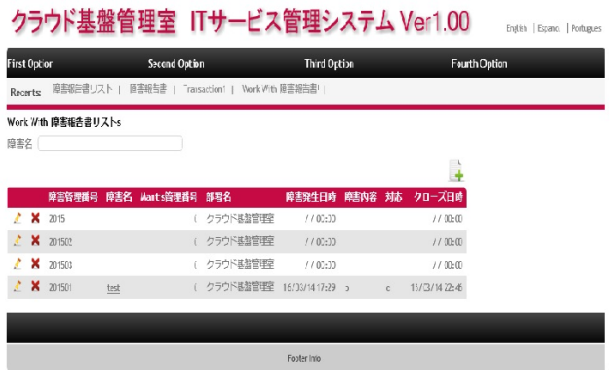 クラウド基盤管理室 ITサービス管理システム Ver1.00
English | Espano. | Portugues
First Option Second Option Third Option Fourth Option
Recents: 障害報告書リスト | 障害報告書 | Transaction1 | Work With 障害報告書 |
Work With 障害報告書リストs
障害名
障害管理番号 障害名 Mantis管理番号 部署名 障害発生日時 障害内容 対応 クローズ日時
2015 ( クラウド基盤管理室 / / 00:00 / / 00:00
201502 ( クラウド基盤管理室 / / 00:00 / / 00:00
201503 ( クラウド基盤管理室 / / 00:00 / / 00:00
201501 test ( クラウド基盤管理室 c
Footer Info